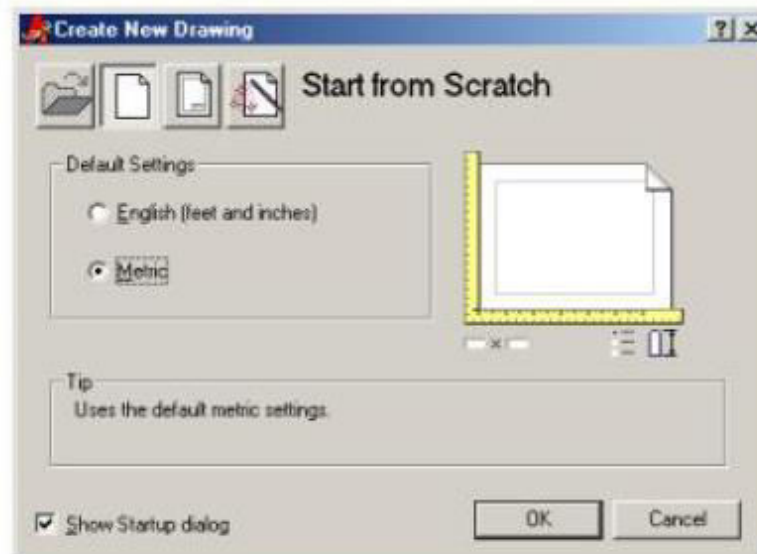 Create New Drawing
Start from Scratch
Default Settings
English (feet and inches)
Metric
Tip
Uses the default metric settings.
Show Startup dialog
OK
Cancel